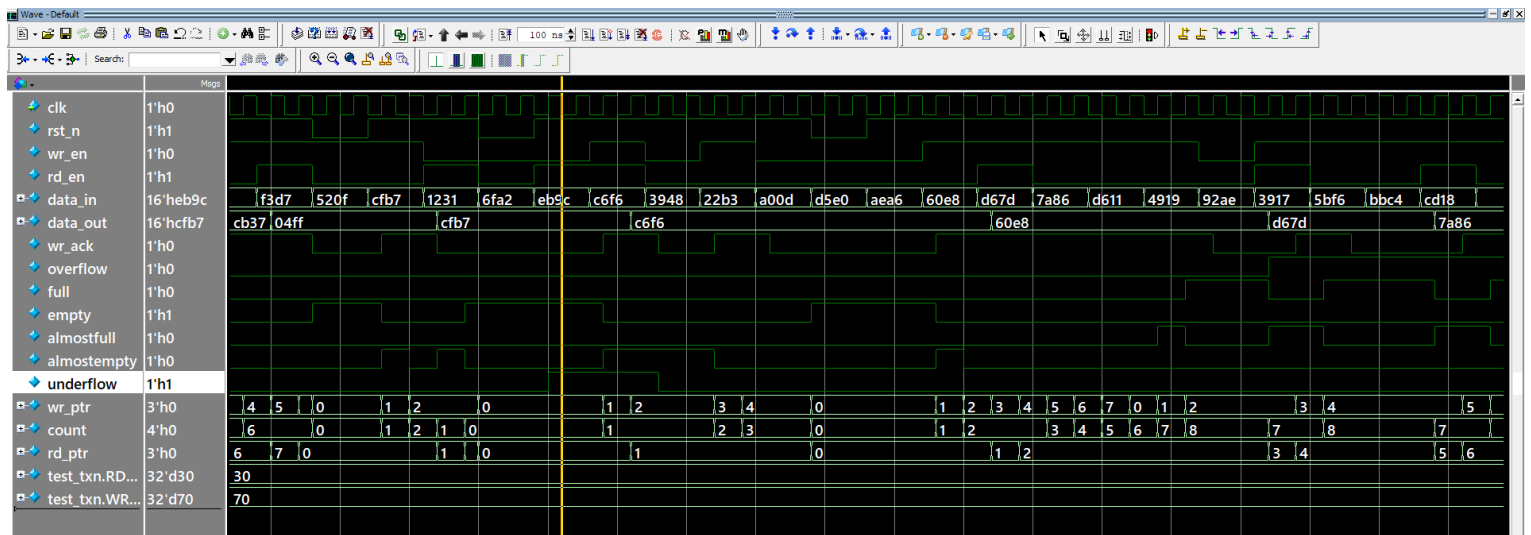 Wave - Default
100 ns
Search:
Msgs
clk 1'h0
rst_n 1'h1
wr_en 1'h0
rd_en 1'h1
data_in 16'heb9c f3d7 520f cfb7 1231 6fa2 eb9c c6f6 3948 22b3 a00d d5e0 aea6 60e8 d67d 7a86 d611 4919 92ae 3917 5bf6 bbc4 cd18
data_out 16'hcfb7 cb37 04ff cfb7 c6f6 60e8 d67d 7a86
wr_ack 1'h0
overflow 1'h0
full 1'h0
empty 1'h1
almostfull 1'h0
almostempty 1'h0
underflow 1'h1
wr_ptr 3'h0 4 5 0 1 2 0 1 2 3 4 0 1 2 3 4 5 6 7 0 1 2 3 4 5
count 4'h0 6 0 1 2 1 0 1 2 3 0 1 2 3 4 5 6 7 8 7 8 7
rd_ptr 3'h0 6 7 0 1 0 1 0 1 2 3 4 5 6
test_txn.RD... 32'd30 30
test_txn.WR... 32'd70 70